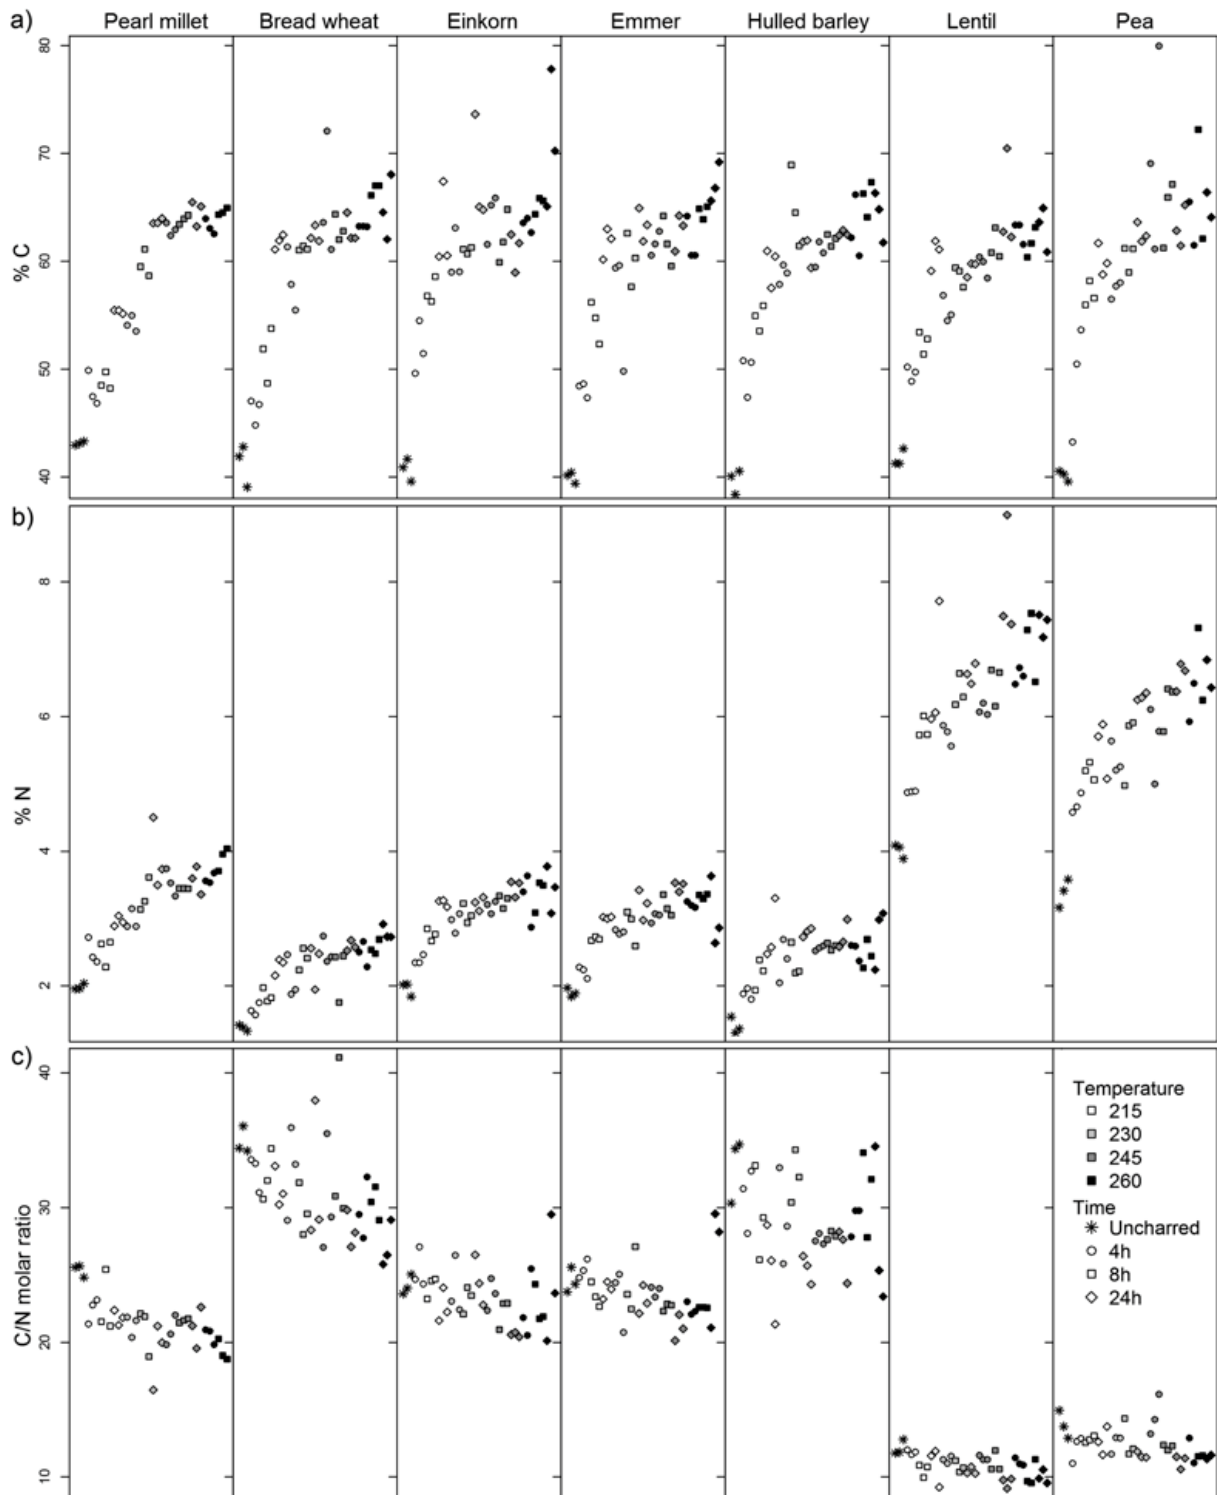 a) Pearl millet Bread wheat Einkorn Emmer Hulled barley Lentil Pea
80
70
% C
60
50
40
b)
8
6
% N
4
2
c)
40
30
C/N molar ratio
20
10
Temperature
215
230
245
260
Time
Uncharred
4h
8h
24h